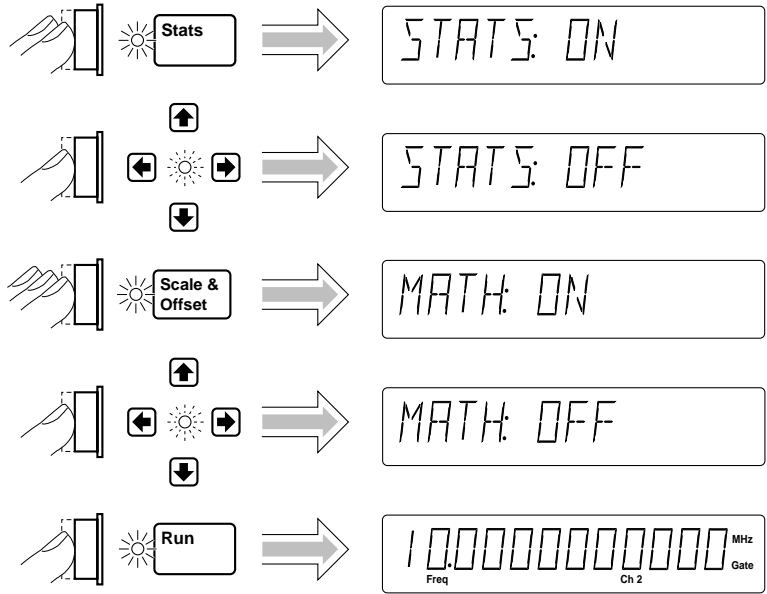 Stats
STATS: ON
STATS: OFF
Scale &
Offset
MATH: ON
MATH: OFF
Run
10.0000000000 MHz
Gate
Freq Ch 2